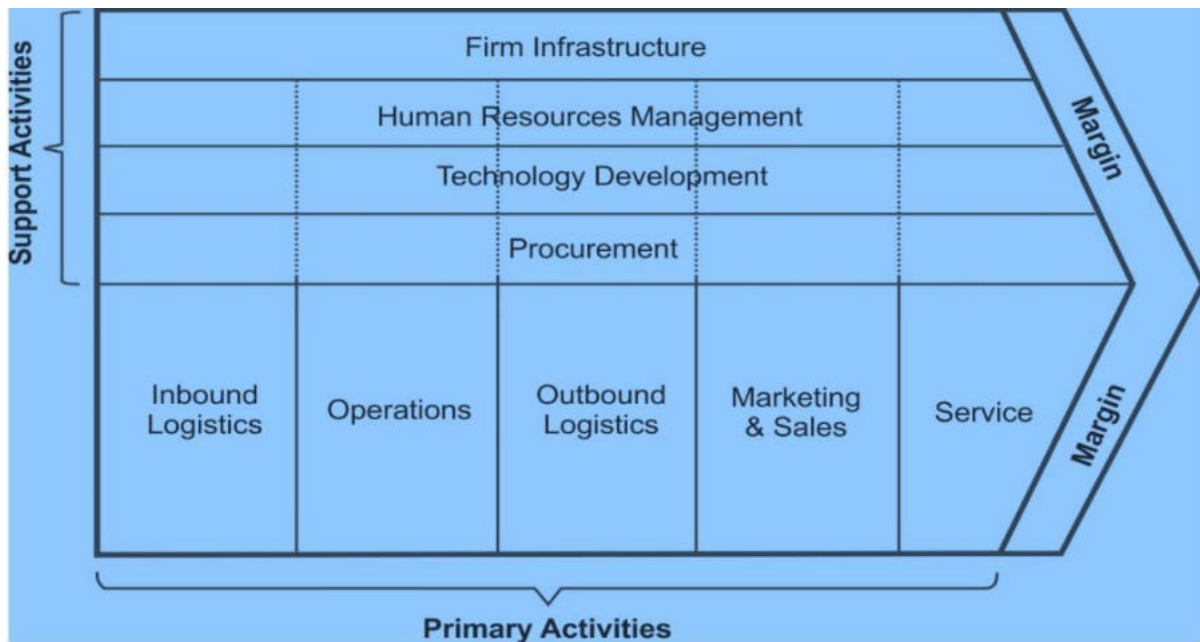 Support Activities
Firm Infrastructure
Human Resources Management
Technology Development
Procurement
Margin
Inbound
Logistics
Operations
Outbound
Logistics
Marketing
& Sales
Service
Margin
Primary Activities